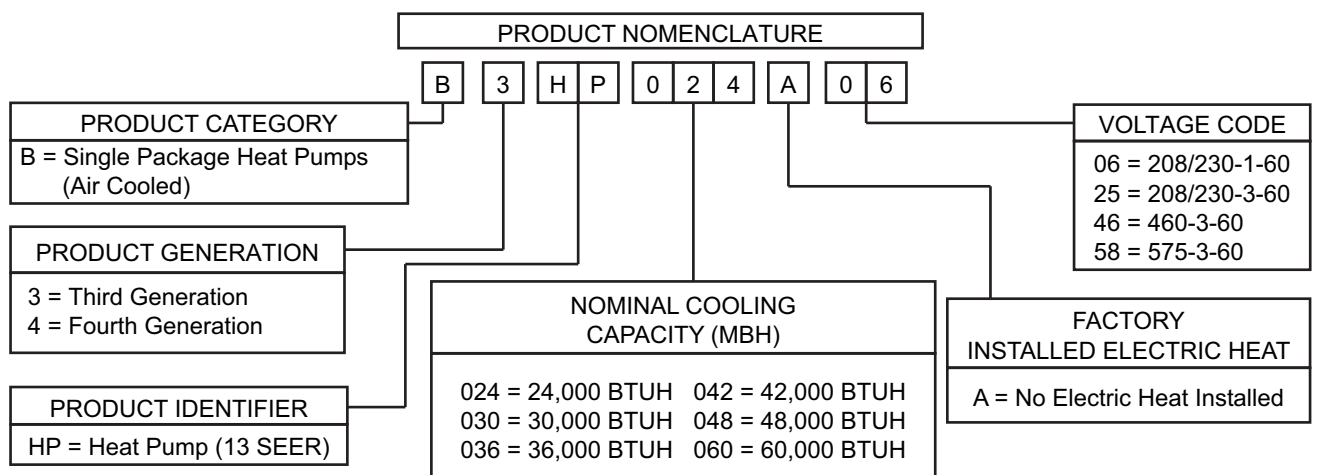 PRODUCT NOMENCLATURE
B 3 H P 0 2 4 A 0 6
PRODUCT CATEGORY
B = Single Package Heat Pumps
(Air Cooled)
PRODUCT GENERATION
3 = Third Generation
4 = Fourth Generation
PRODUCT IDENTIFIER
HP = Heat Pump (13 SEER)
NOMINAL COOLING
CAPACITY (MBH)
024 = 24,000 BTUH 042 = 42,000 BTUH
030 = 30,000 BTUH 048 = 48,000 BTUH
036 = 36,000 BTUH 060 = 60,000 BTUH
FACTORY
INSTALLED ELECTRIC HEAT
A = No Electric Heat Installed
VOLTAGE CODE
06 = 208/230-1-60
25 = 208/230-3-60
46 = 460-3-60
58 = 575-3-60